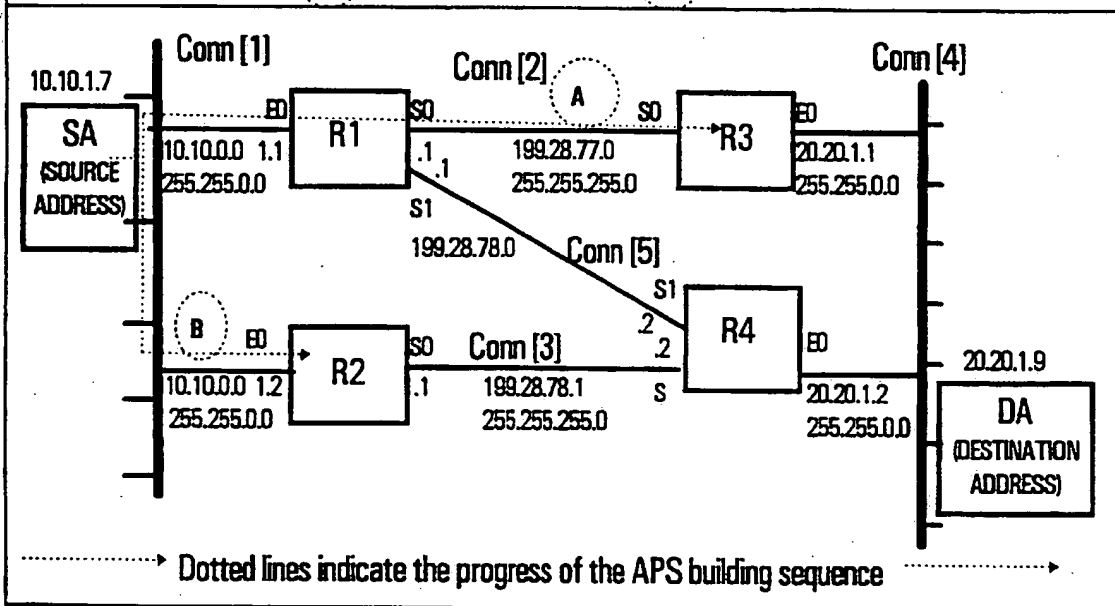 Conn [1]
Conn [2]
Conn [4]
10.10.1.7
A
SA
(SOURCE
ADDRESS)
E0
R1
S0
S0
R3
E0
10.10.0.0 1.1
255.255.0.0
.1
.1
199.28.77.0
255.255.255.0
20.20.1.1
255.255.0.0
S1
199.28.78.0
Conn [5]
S1
.2
.2
R4
E0
B
E0
R2
S0
Conn [3]
S
10.10.0.0 1.2
255.255.0.0
.1
199.28.78.1
255.255.255.0
20.20.1.2
255.255.0.0
20.20.1.9
DA
(DESTINATION
ADDRESS)
Dotted lines indicate the progress of the APS building sequence